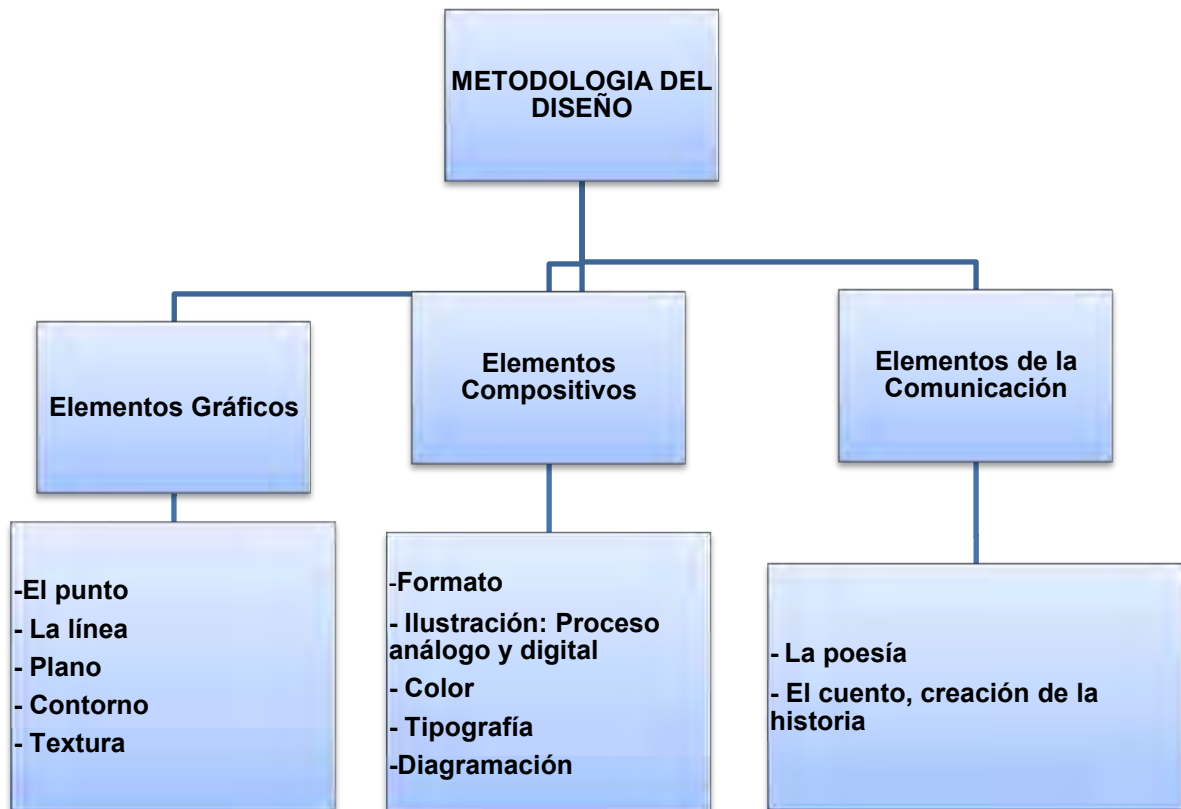 METODOLOGIA DEL
DISEÑO
Elementos Gráficos
Elementos
Compositivos
Elementos de la
Comunicación
-El punto
- La línea
- Plano
- Contorno
- Textura
-Formato
- Ilustración: Proceso
análogo y digital
- Color
- Tipografía
-Diagramación
- La poesía
- El cuento, creación de la
historia